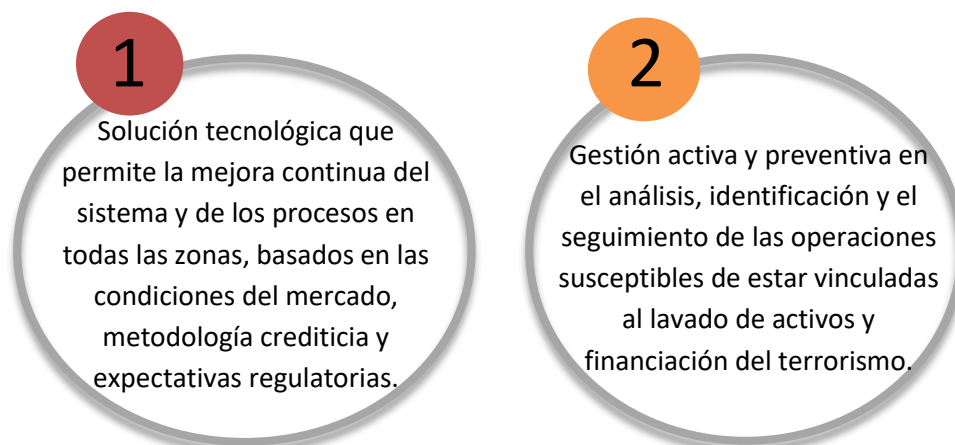 1
Solución tecnológica que
permite la mejora continua del
sistema y de los procesos en
todas las zonas, basados en las
condiciones del mercado,
metodología crediticia y
expectativas regulatorias.
2
Gestión activa y preventiva en
el análisis, identificación y el
seguimiento de las operaciones
susceptibles de estar vinculadas
al lavado de activos y
financiación del terrorismo.